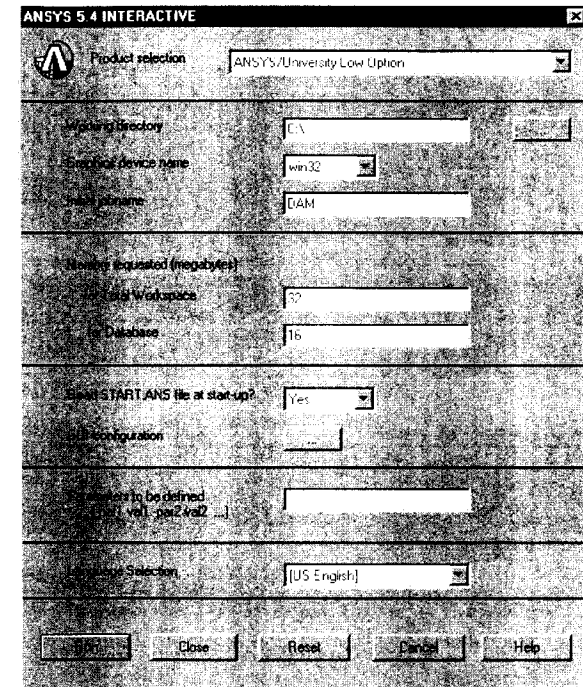 ANSYS 5.4 INTERACTIVE
Product selection
ANSYS/University Low Option
Working directory
C:\
...
Graphical device name
win32
Initial jobname
DAM
Memory requested (megabytes)
for Total Workspace
32
for Database
16
Read START.ANS file at start-up?
Yes
GUI configuration
...
Parameters to be defined
par2 val2 ...]
Language Selection
[US English]
Run
Close
Reset
Cancel
Help